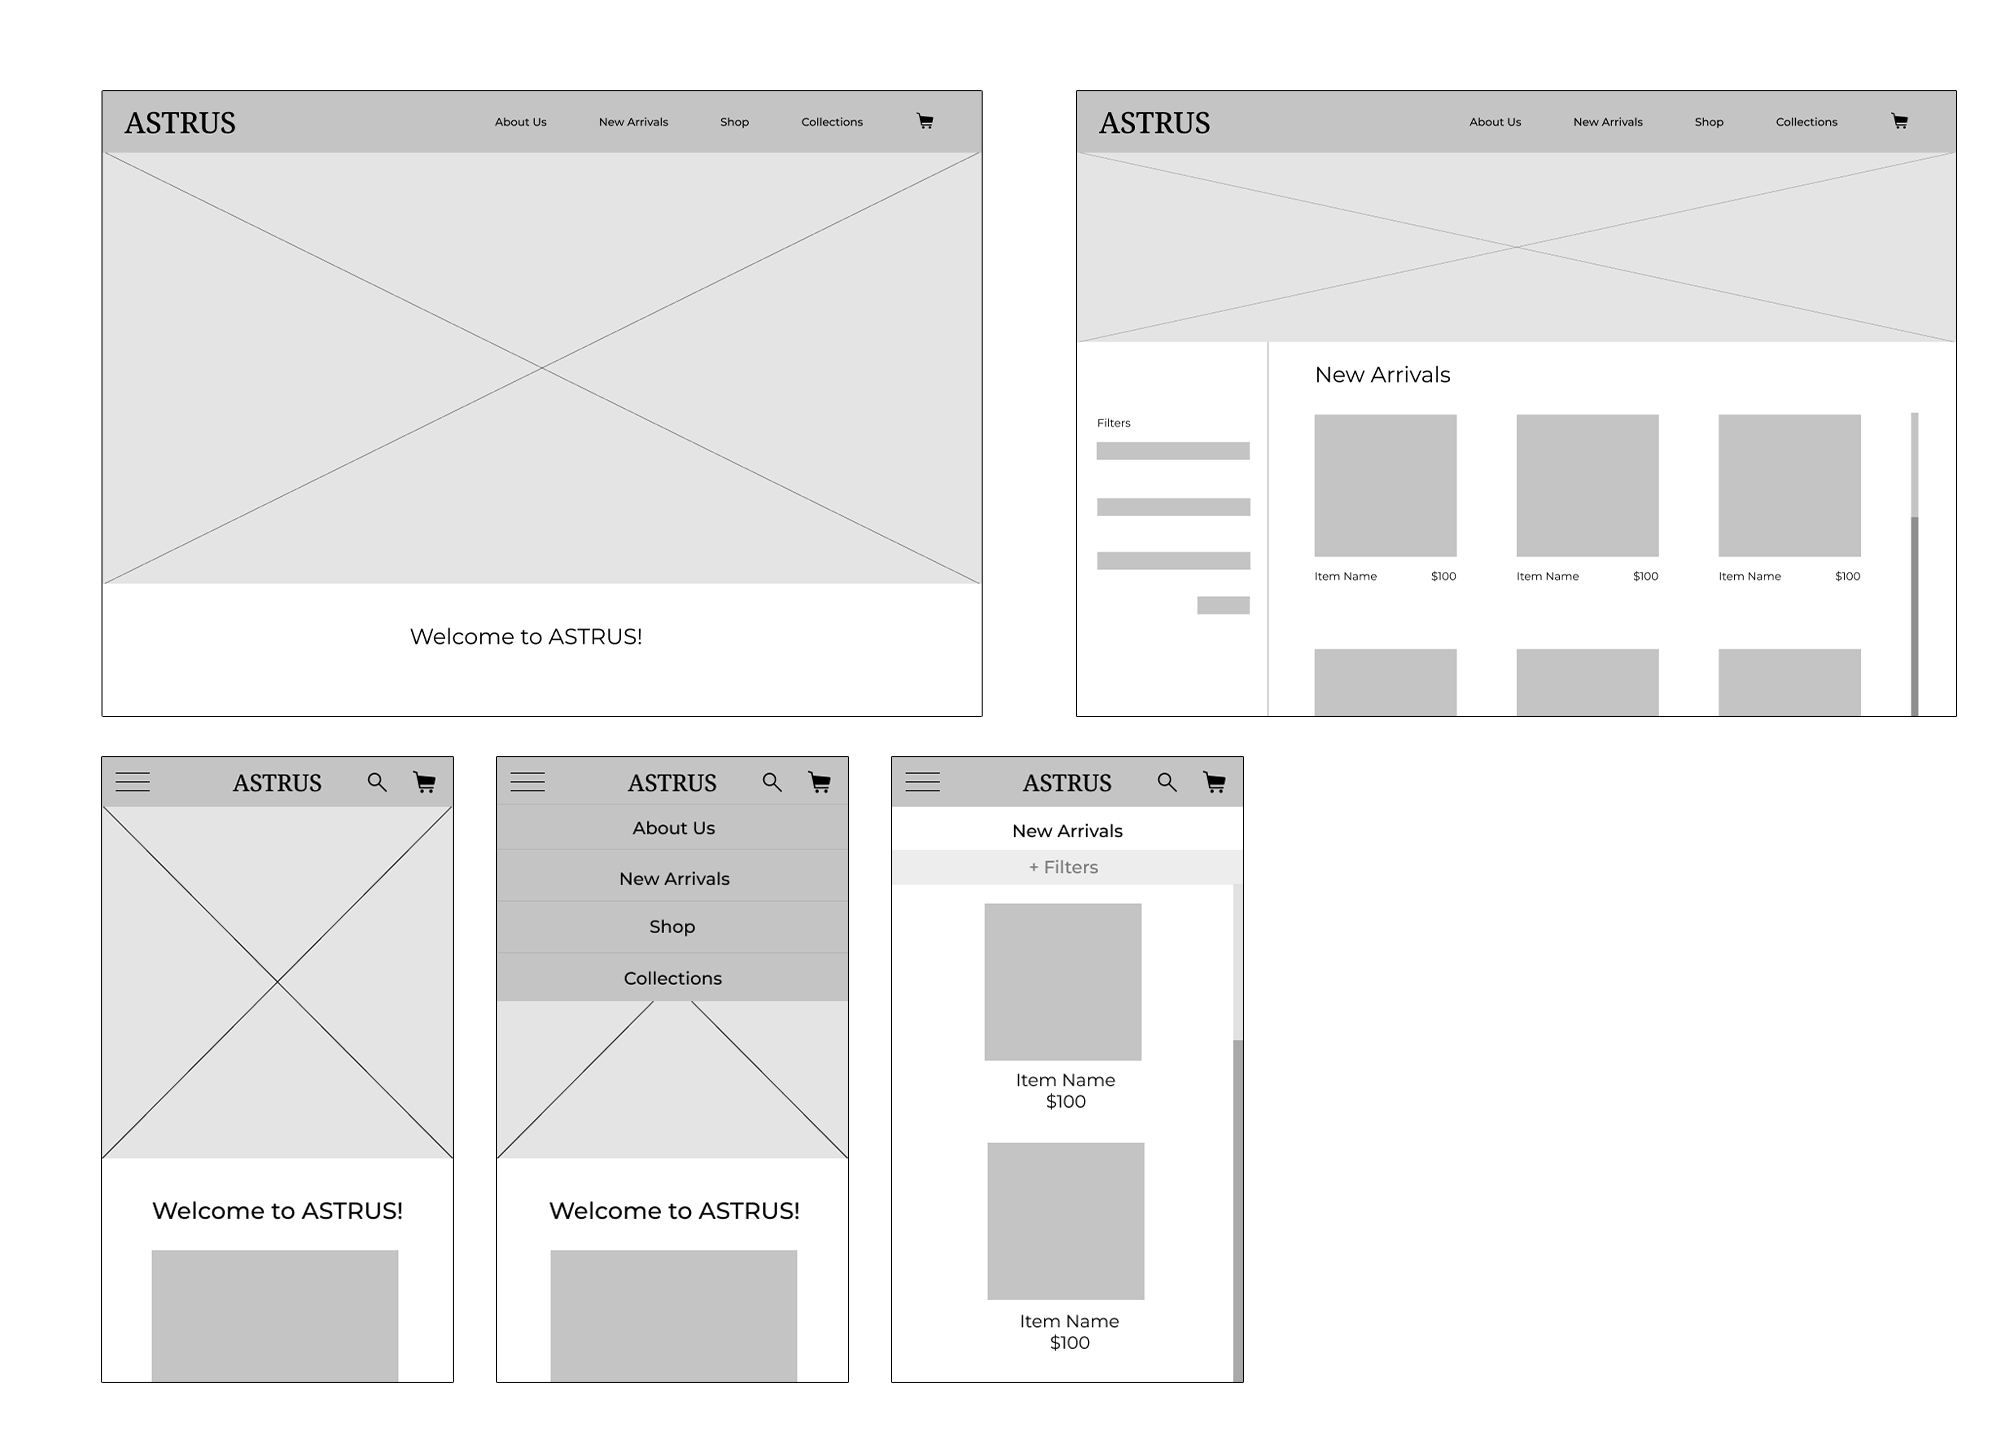 ASTRUS About Us New Arrivals Shop Collections
Welcome to ASTRUS!
ASTRUS About Us New Arrivals Shop Collections
New Arrivals
Filters
Item Name $100 Item Name $100 Item Name $100
ASTRUS
Welcome to ASTRUS!
ASTRUS
About Us
New Arrivals
Shop
Collections
Welcome to ASTRUS!
ASTRUS
New Arrivals
+ Filters
Item Name
$100
Item Name
$100